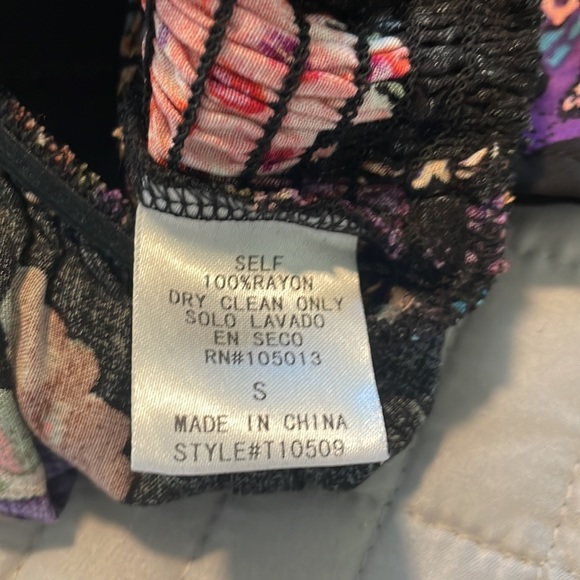 SELF
100%RAYON
DRY CLEAN ONLY
SOLO LAVADO
EN SECO
RN#105013
S
MADE IN CHINA
STYLE#T10509